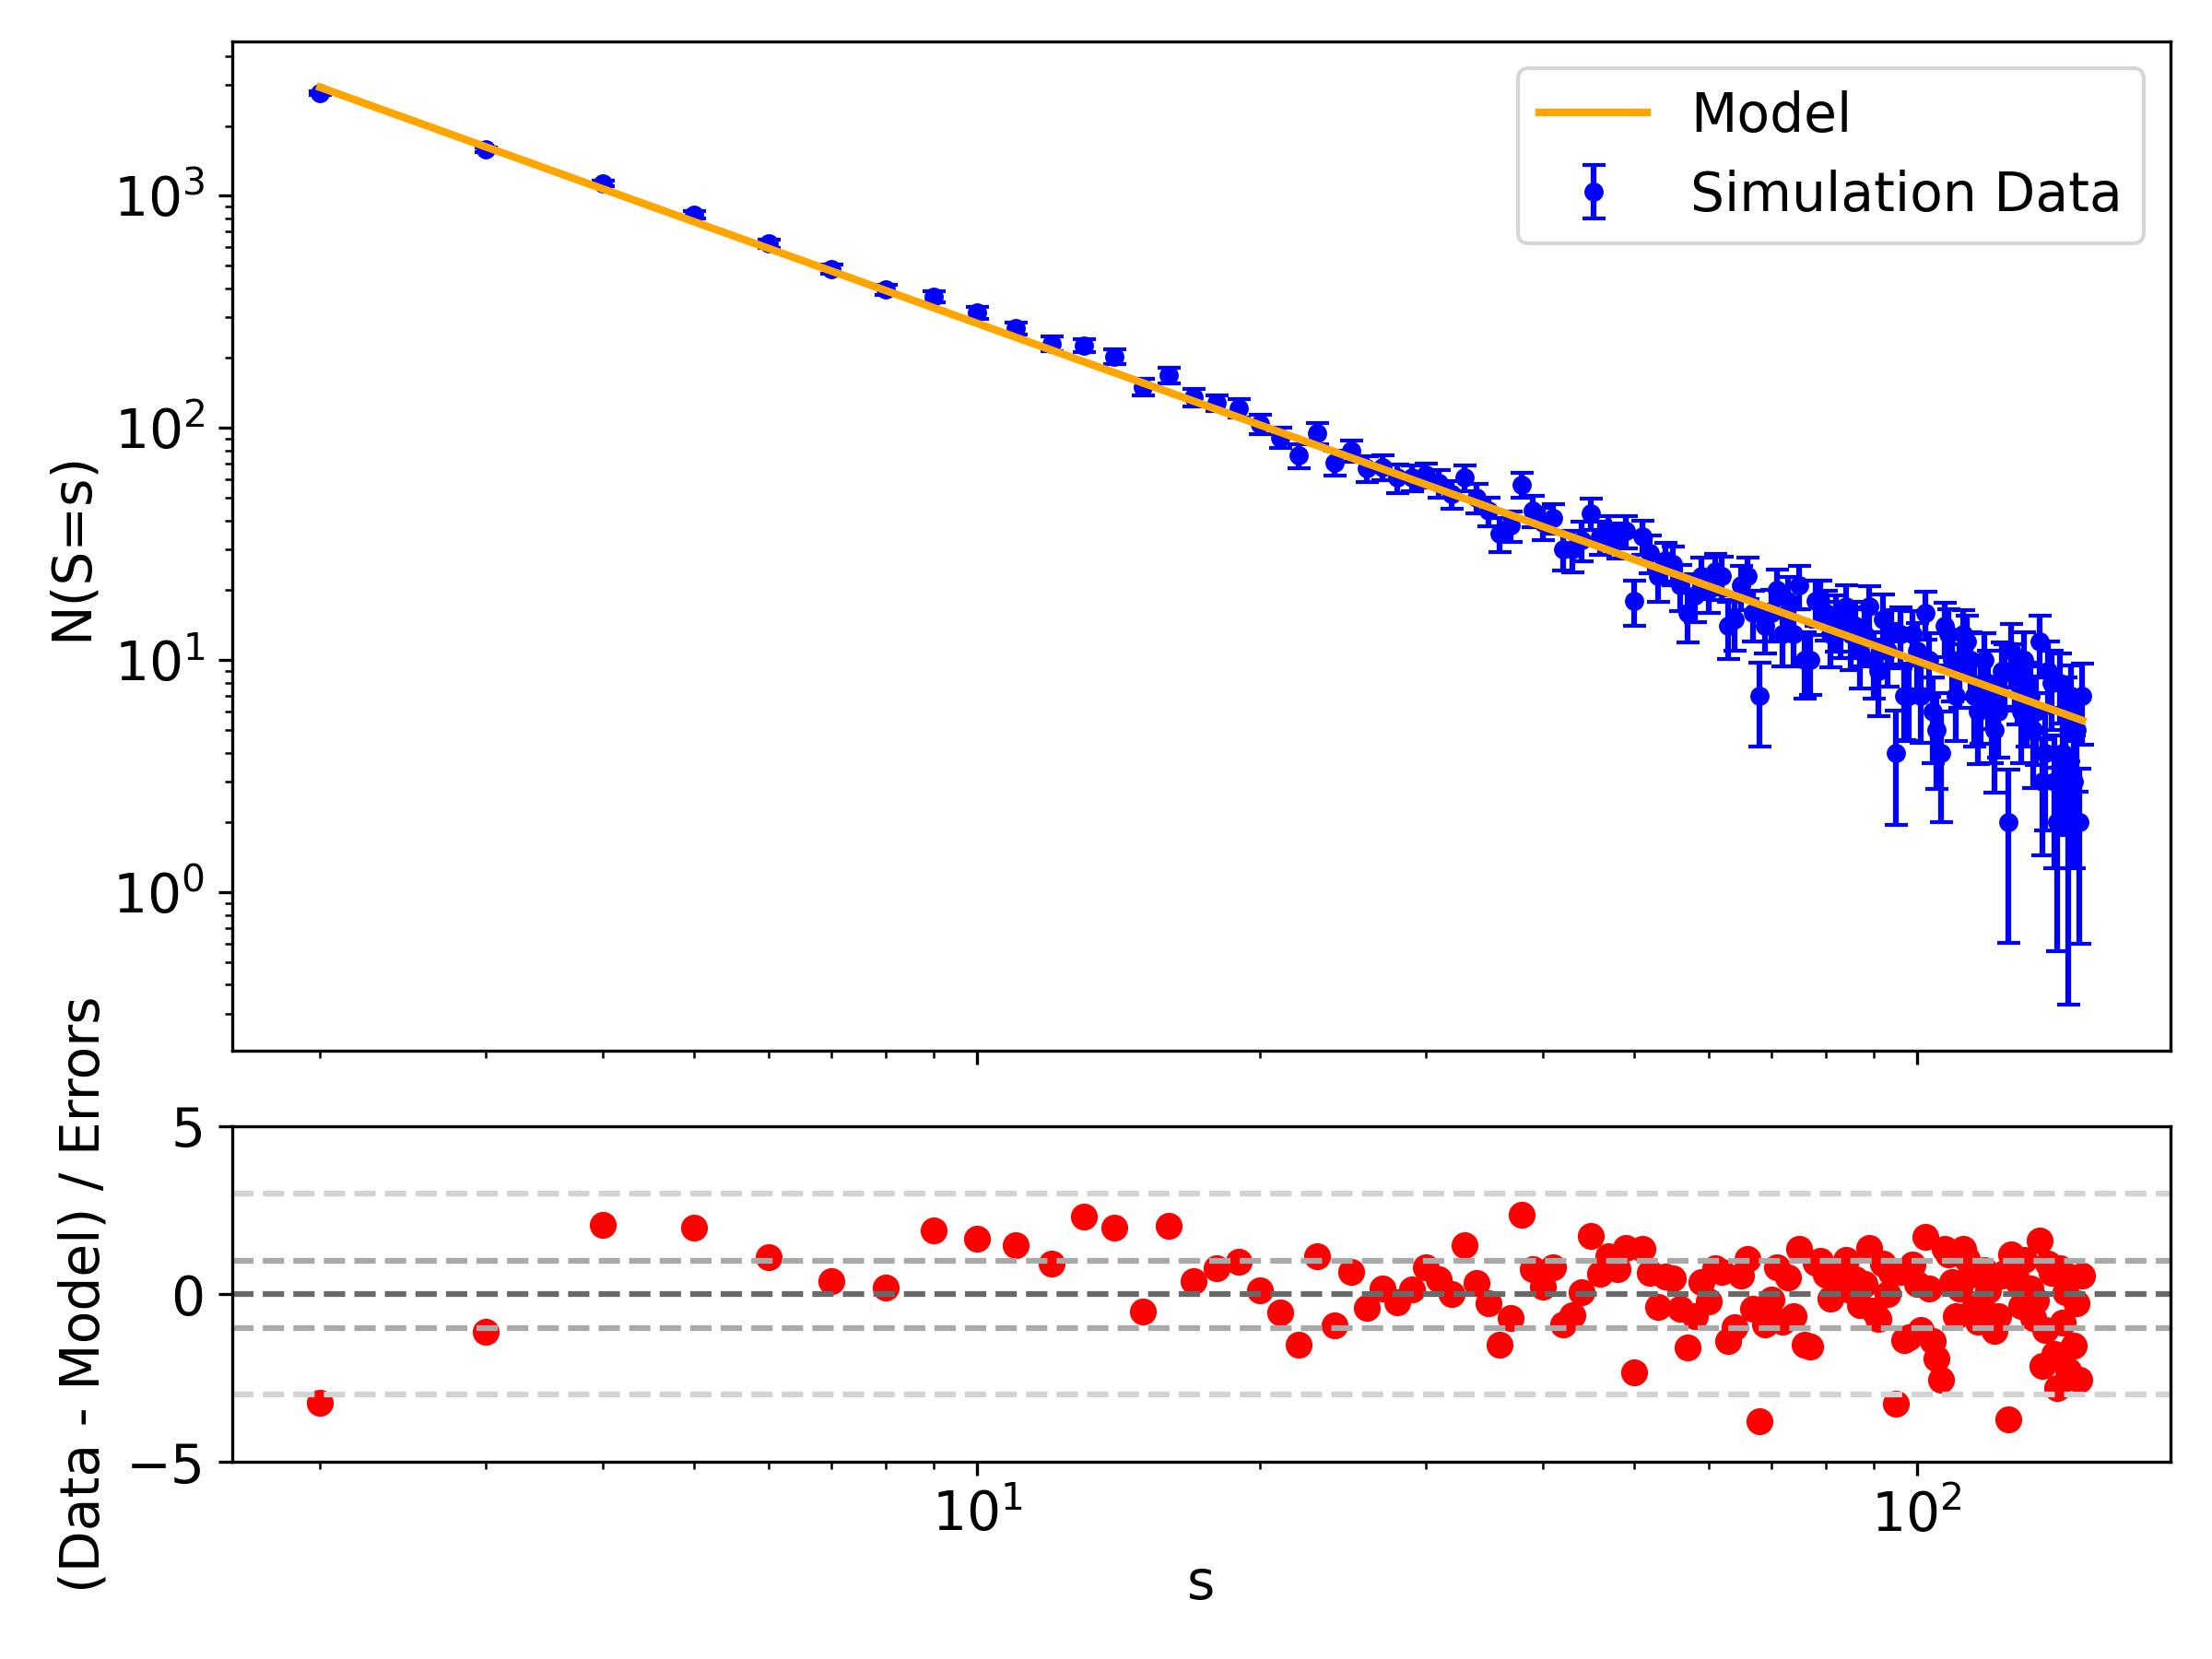 Model
Simulation Data
N(S=s)
10³
10²
10¹
10⁰
(Data - Model) / Errors
5
0
−5
10¹
10²
s